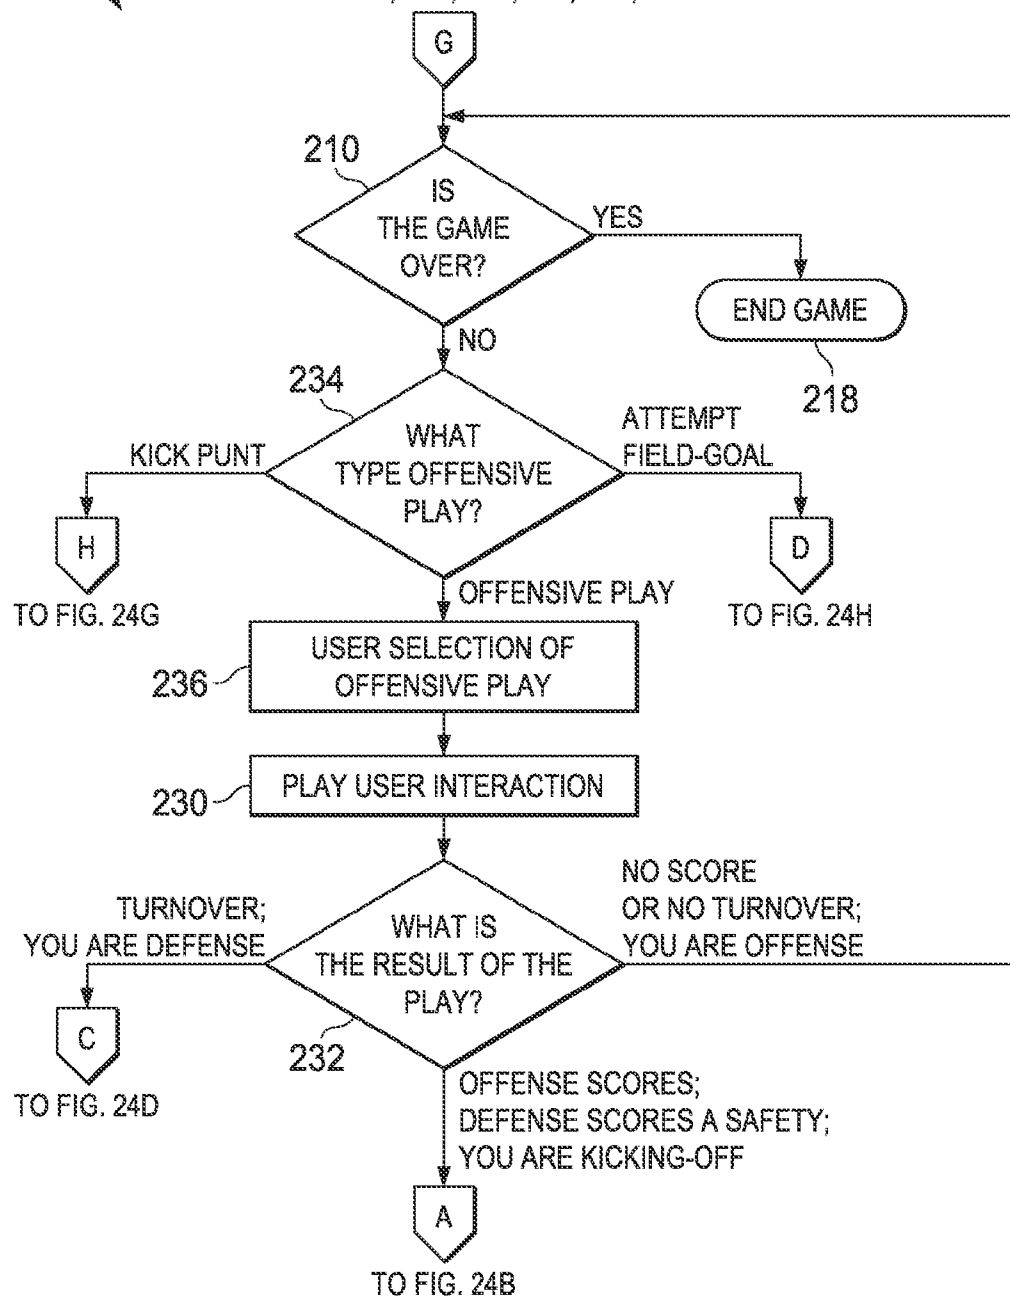 G
210
IS
THE GAME
OVER?
YES
END GAME
218
NO
234
WHAT
TYPE OFFENSIVE
PLAY?
KICK PUNT
ATTEMPT
FIELD-GOAL
H
TO FIG. 24G
D
TO FIG. 24H
OFFENSIVE PLAY
USER SELECTION OF
OFFENSIVE PLAY
236
PLAY USER INTERACTION
230
TURNOVER;
YOU ARE DEFENSE
WHAT IS
THE RESULT OF THE
PLAY?
NO SCORE
OR NO TURNOVER;
YOU ARE OFFENSE
C
TO FIG. 24D
232
OFFENSE SCORES;
DEFENSE SCORES A SAFETY;
YOU ARE KICKING-OFF
A
TO FIG. 24B